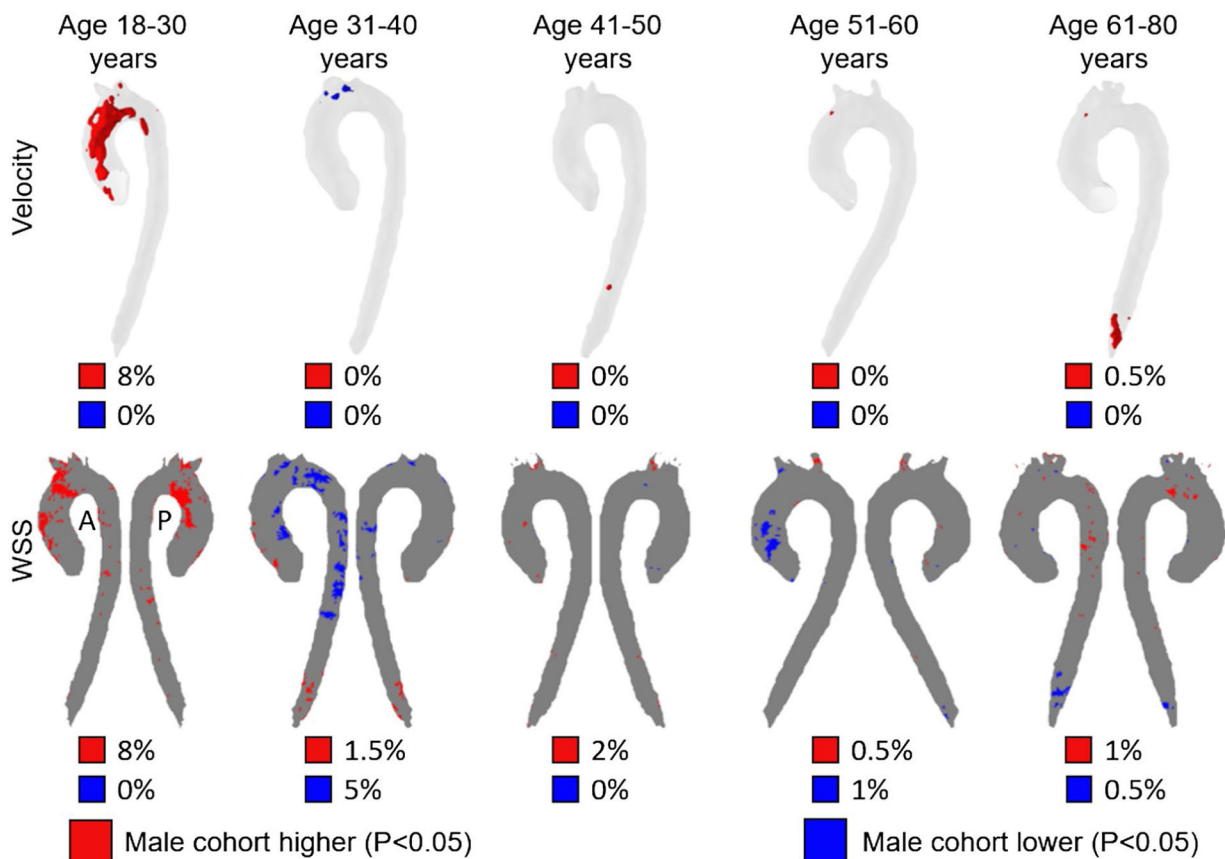 Age 18-30 years
Age 31-40 years
Age 41-50 years
Age 51-60 years
Age 61-80 years
Velocity
8%
0%
0%
0%
0%
0%
0%
0%
0.5%
0%
WSS
A
P
8%
0%
1.5%
5%
2%
0%
0.5%
1%
1%
0.5%
Male cohort higher (P<0.05)
Male cohort lower (P<0.05)